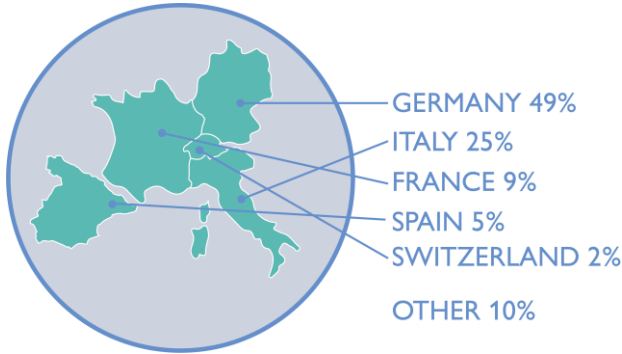 GERMANY 49%
ITALY 25%
FRANCE 9%
SPAIN 5%
SWITZERLAND 2%
OTHER 10%